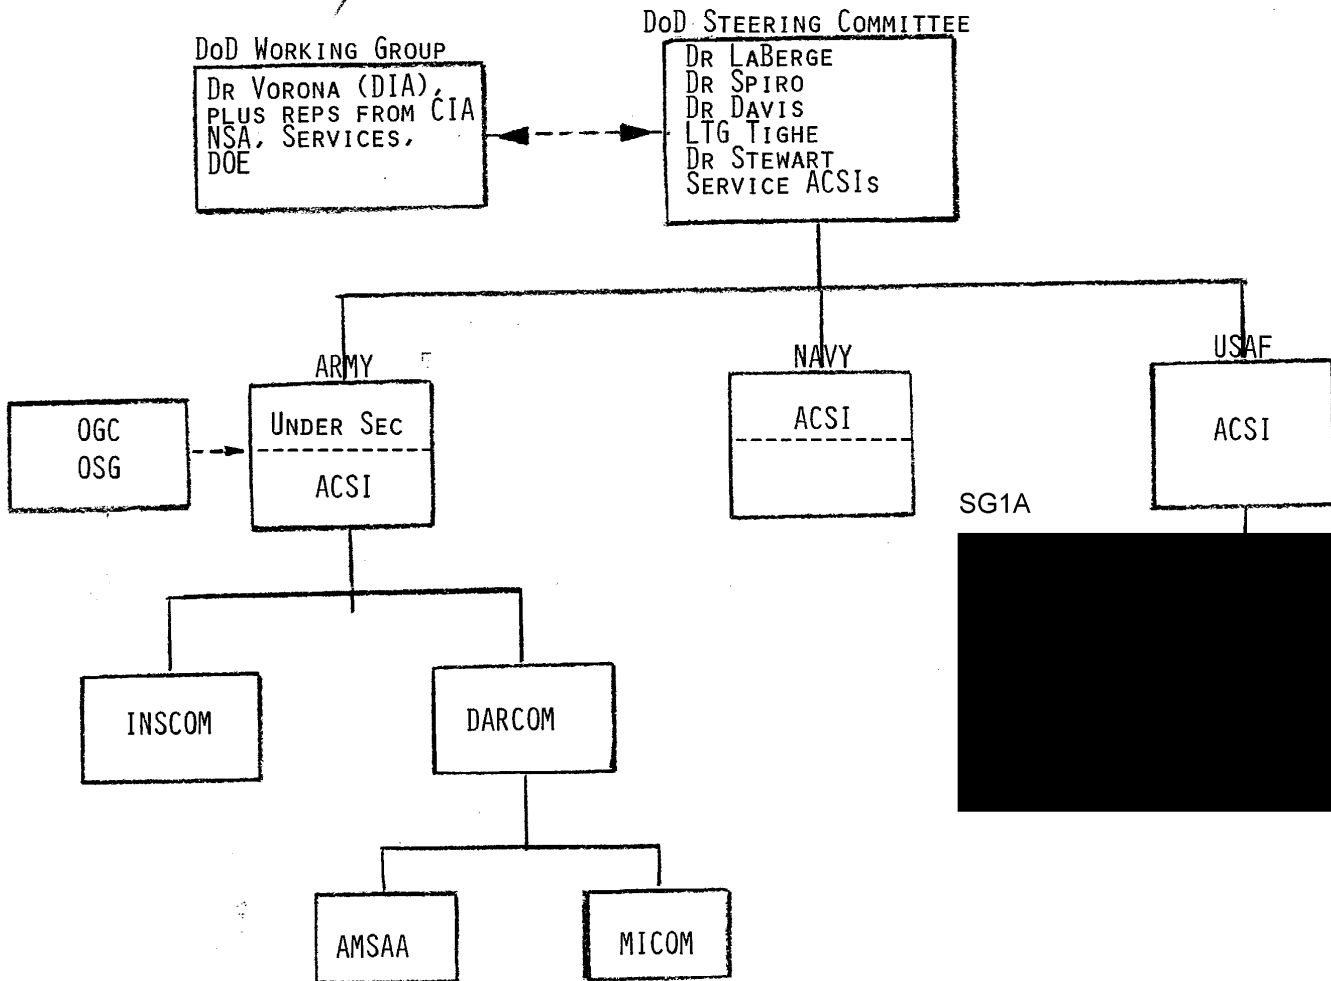 DoD Steering Committee
DoD Working Group
Dr Vorona (DIA),
plus reps from CIA
NSA, Services,
DOE
Dr LaBerge
Dr Spiro
Dr Davis
LTG Tighe
Dr Stewart
Service ACSIs
ARMY
NAVY
USAF
OGC
OSG
Under Sec
ACSI
ACSI
ACSI
SG1A
INSCOM
DARCOM
AMSAA
MICOM